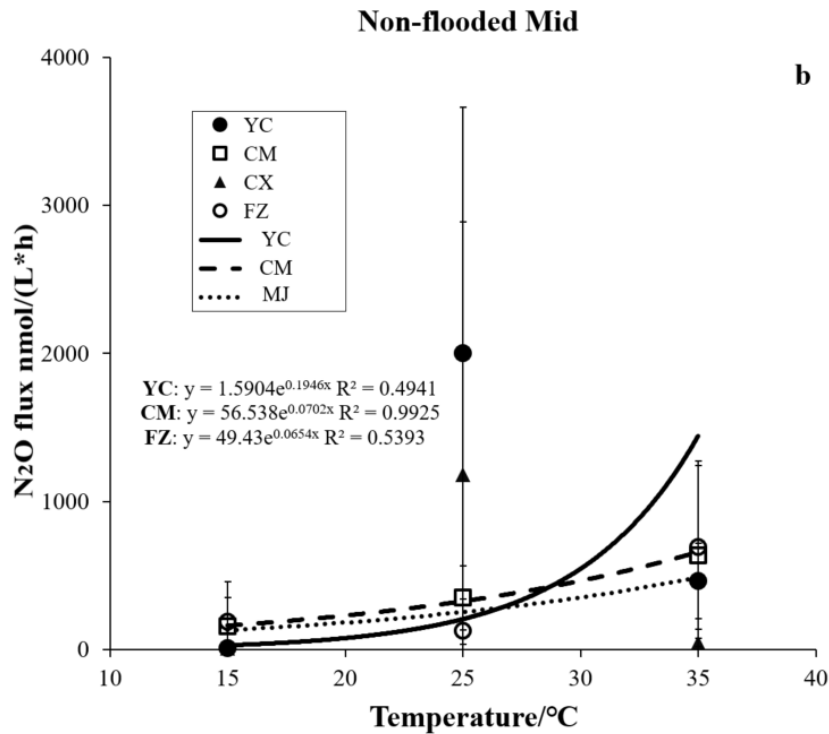 Non-flooded Mid
b
4000
3000
2000
1000
0
N₂O flux nmol/(L*h)
YC
CM
CX
FZ
YC
CM
MJ
YC: y = 1.5904e^0.1946x R² = 0.4941
CM: y = 56.538e^0.0702x R² = 0.9925
FZ: y = 49.43e^0.0654x R² = 0.5393
10 15 20 25 30 35 40
Temperature/°C